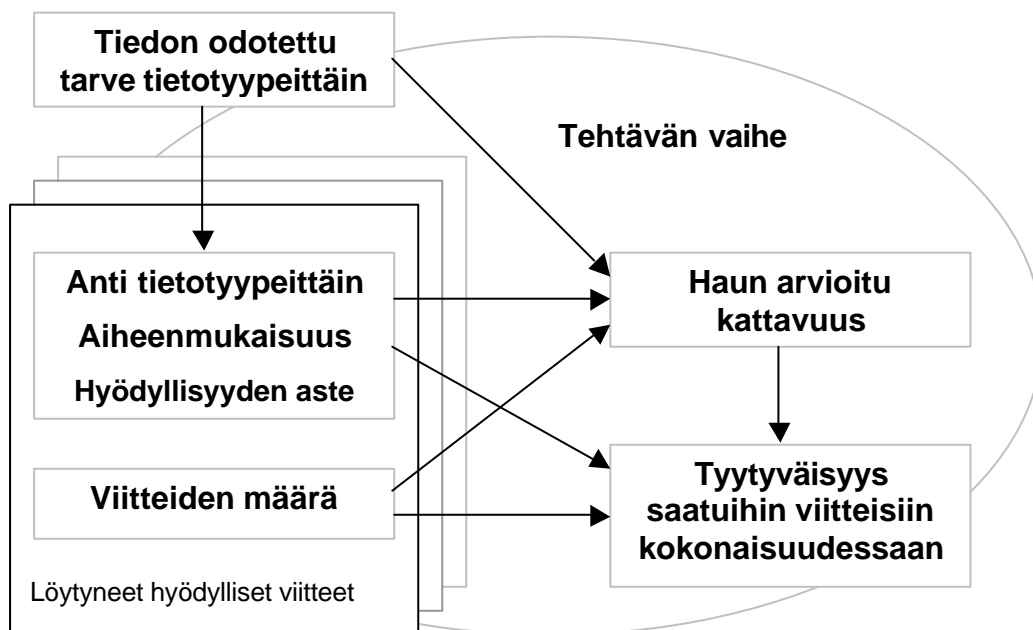 Tiedon odotettu
tarve tietotyypeittäin
Tehtävän vaihe
Anti tietotyypeittäin
Aiheenmukaisuus
Hyödyllisyyden aste
Haun arvioitu
kattavuus
Viitteiden määrä
Tyytyväisyys
saatuihin viitteisiin
kokonaisuudessaan
Löytyneet hyödylliset viitteet